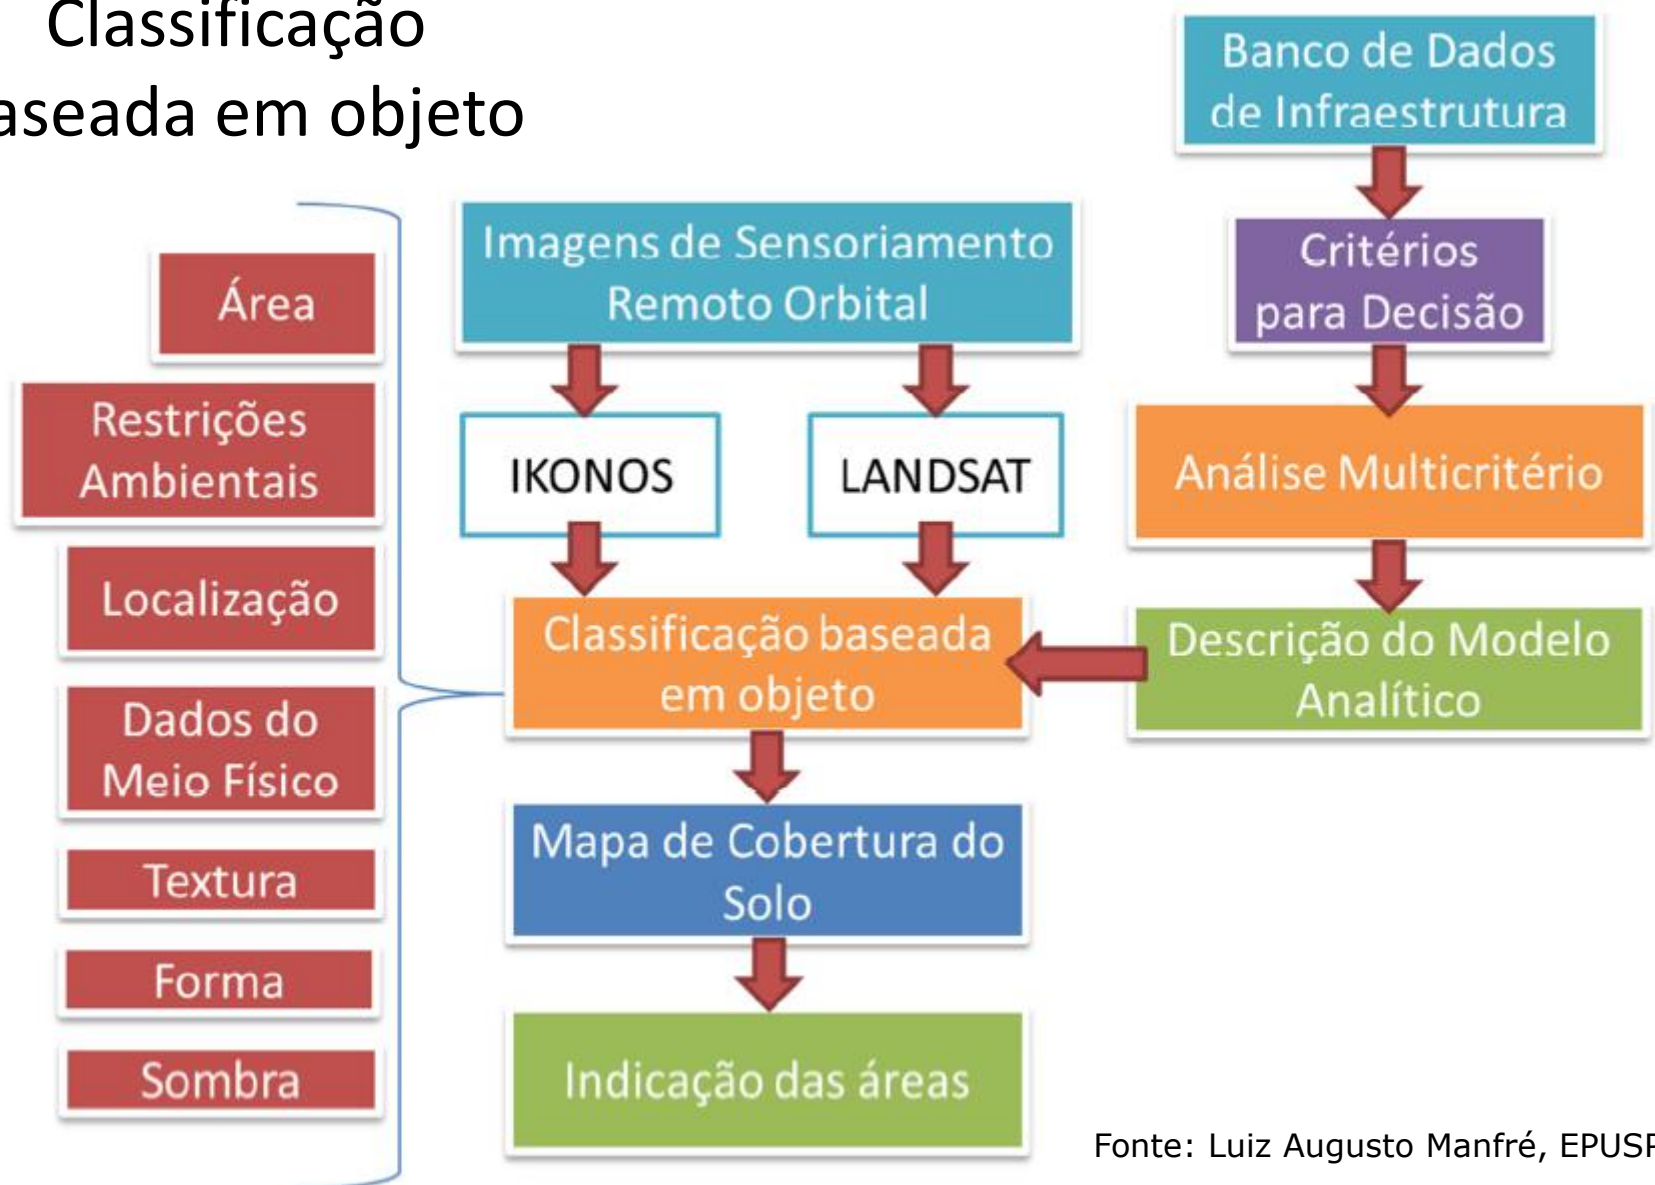 Classificação
aseada em objeto
Banco de Dados
de Infraestrutura
Imagens de Sensoriamento
Remoto Orbital
Critérios
para Decisão
Área
Restrições
Ambientais
IKONOS
LANDSAT
Análise Multicritério
Localização
Classificação baseada
em objeto
Descrição do Modelo
Analítico
Dados do
Meio Físico
Mapa de Cobertura do
Solo
Textura
Forma
Sombra
Indicação das áreas
Fonte: Luiz Augusto Manfré, EPUSP